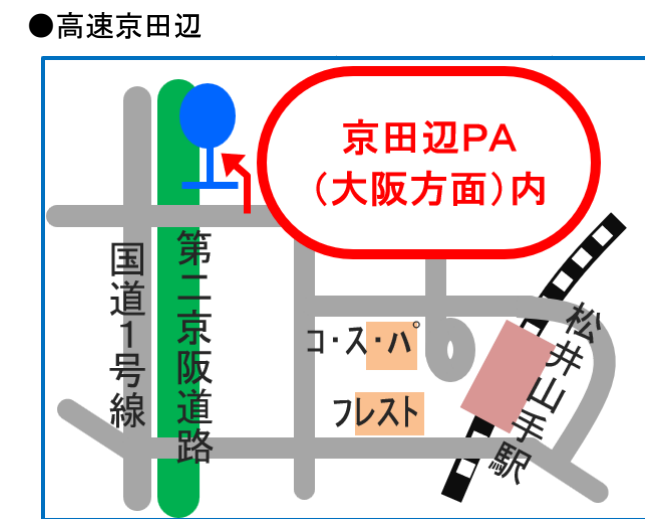 ●高速京田辺
京田辺PA
(大阪方面)内
国道1号線
第二京阪道路
コ・ス・パ
フレスト
松井山手駅